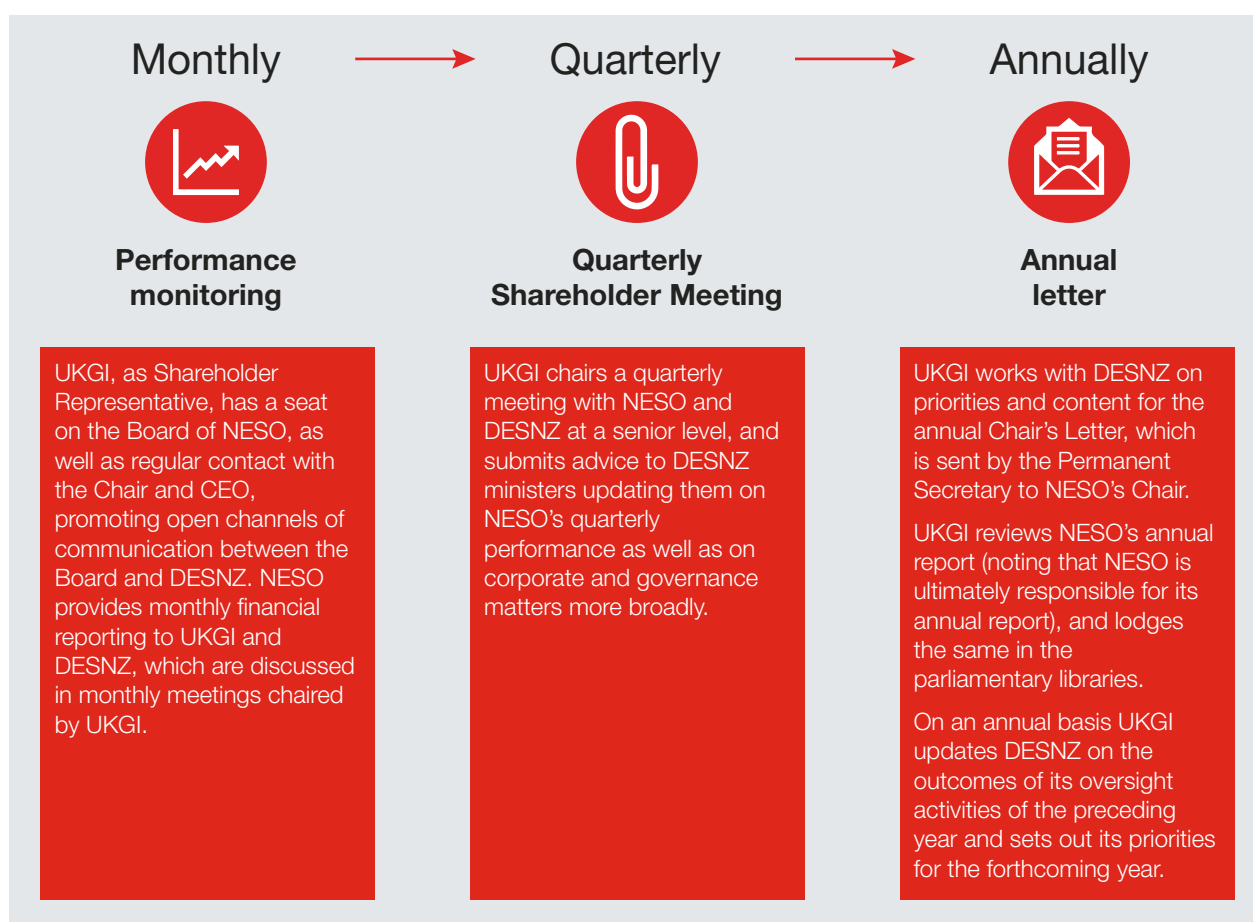 Monthly
Quarterly
Annually
Performance
monitoring
Quarterly
Shareholder Meeting
Annual
letter
UKGI, as Shareholder
Representative, has a seat
on the Board of NESO, as
well as regular contact with
the Chair and CEO,
promoting open channels of
communication between the
Board and DESNZ. NESO
provides monthly financial
reporting to UKGI and
DESNZ, which are discussed
in monthly meetings chaired
by UKGI.
UKGI chairs a quarterly
meeting with NESO and
DESNZ at a senior level, and
submits advice to DESNZ
ministers updating them on
NESO’s quarterly
performance as well as on
corporate and governance
matters more broadly.
UKGI works with DESNZ on
priorities and content for the
annual Chair’s Letter, which
is sent by the Permanent
Secretary to NESO’s Chair.
UKGI reviews NESO’s annual
report (noting that NESO is
ultimately responsible for its
annual report), and lodges
the same in the
parliamentary libraries.
On an annual basis UKGI
updates DESNZ on the
outcomes of its oversight
activities of the preceding
year and sets out its priorities
for the forthcoming year.